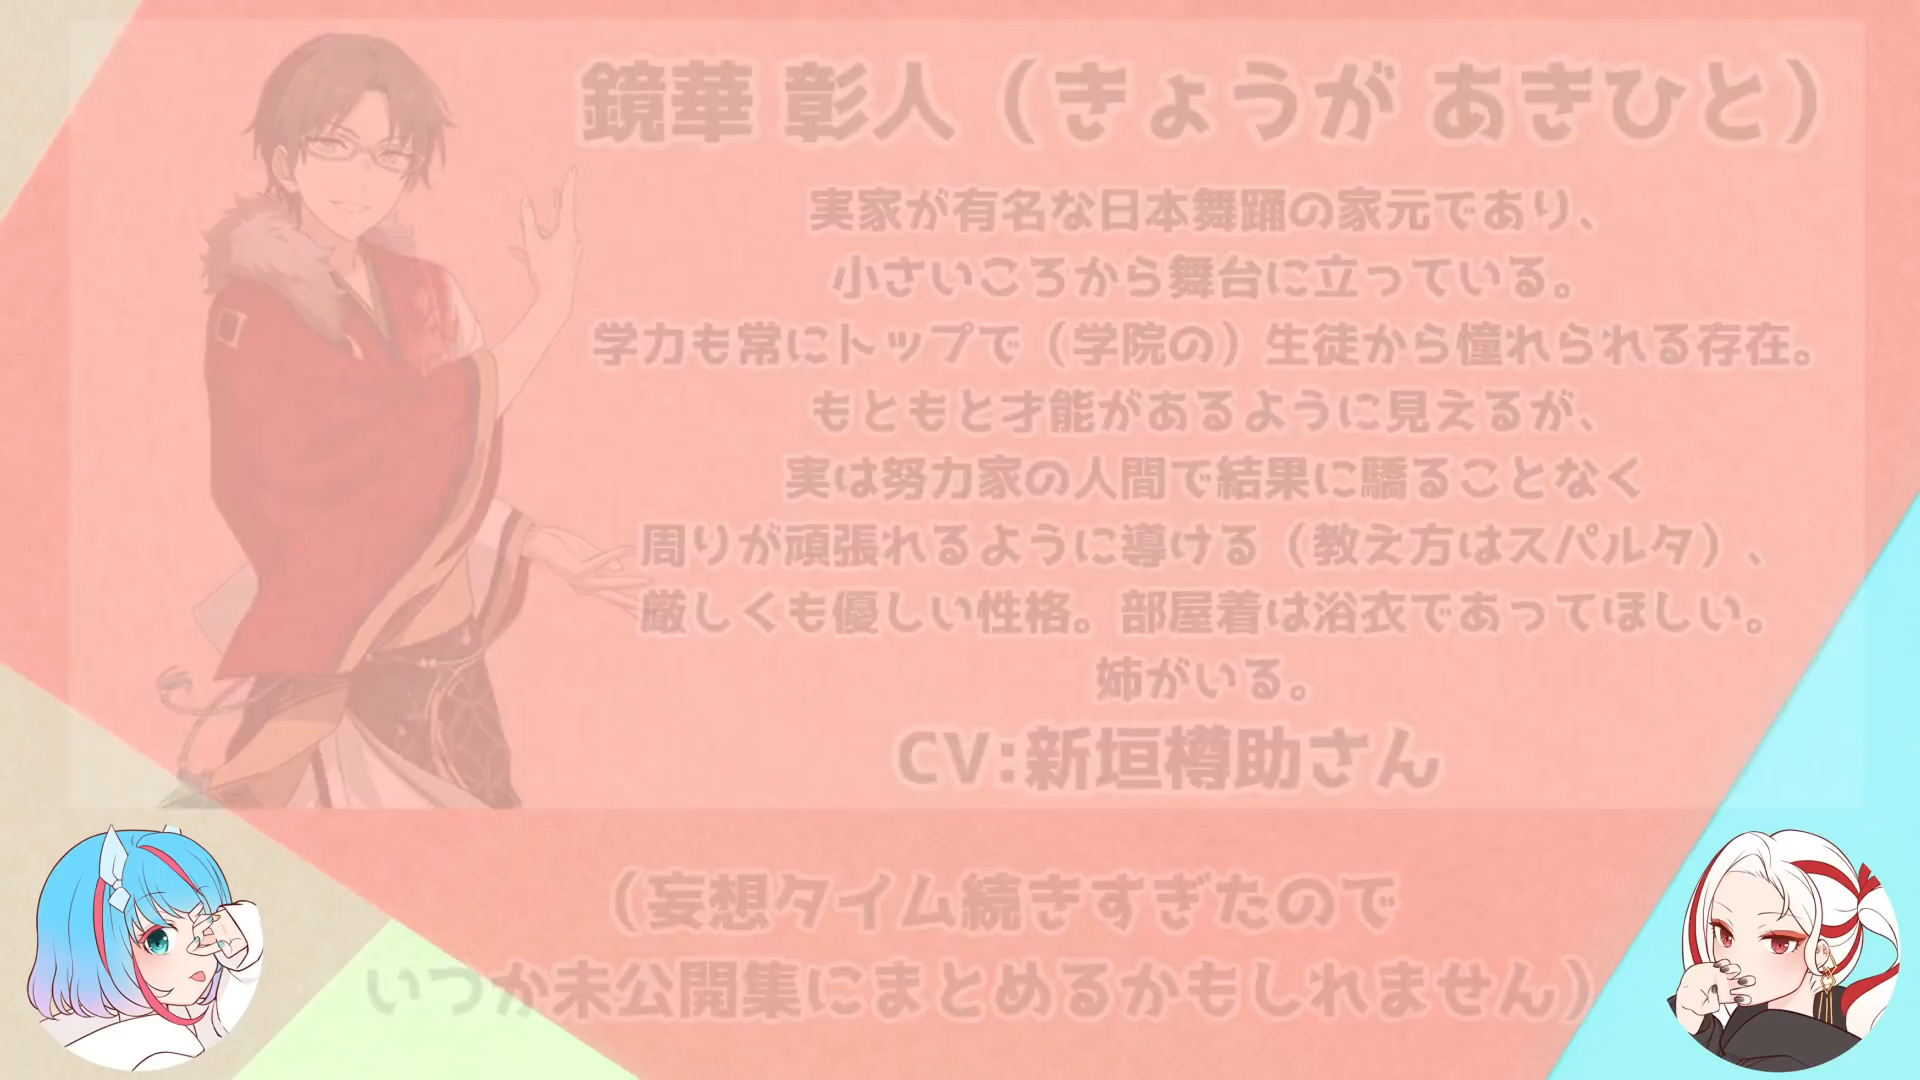 鏡華 彰人（きょうが あきひと）
実家が有名な日本舞踊の家元であり、
小さいころから舞台に立っている。
学力も常にトップで（学院の）生徒から憧れられる存在。
もともと才能があるように見えるが、
実は努力家の人間で結果に驕ることなく
周りが頑張れるように導ける（教え方はスパルタ）、
厳しくも優しい性格。部屋着は浴衣であってほしい。
姉がいる。
CV:新垣樽助さん
（妄想タイム続きすぎたので
いつか未公開集にまとめるかもしれません）